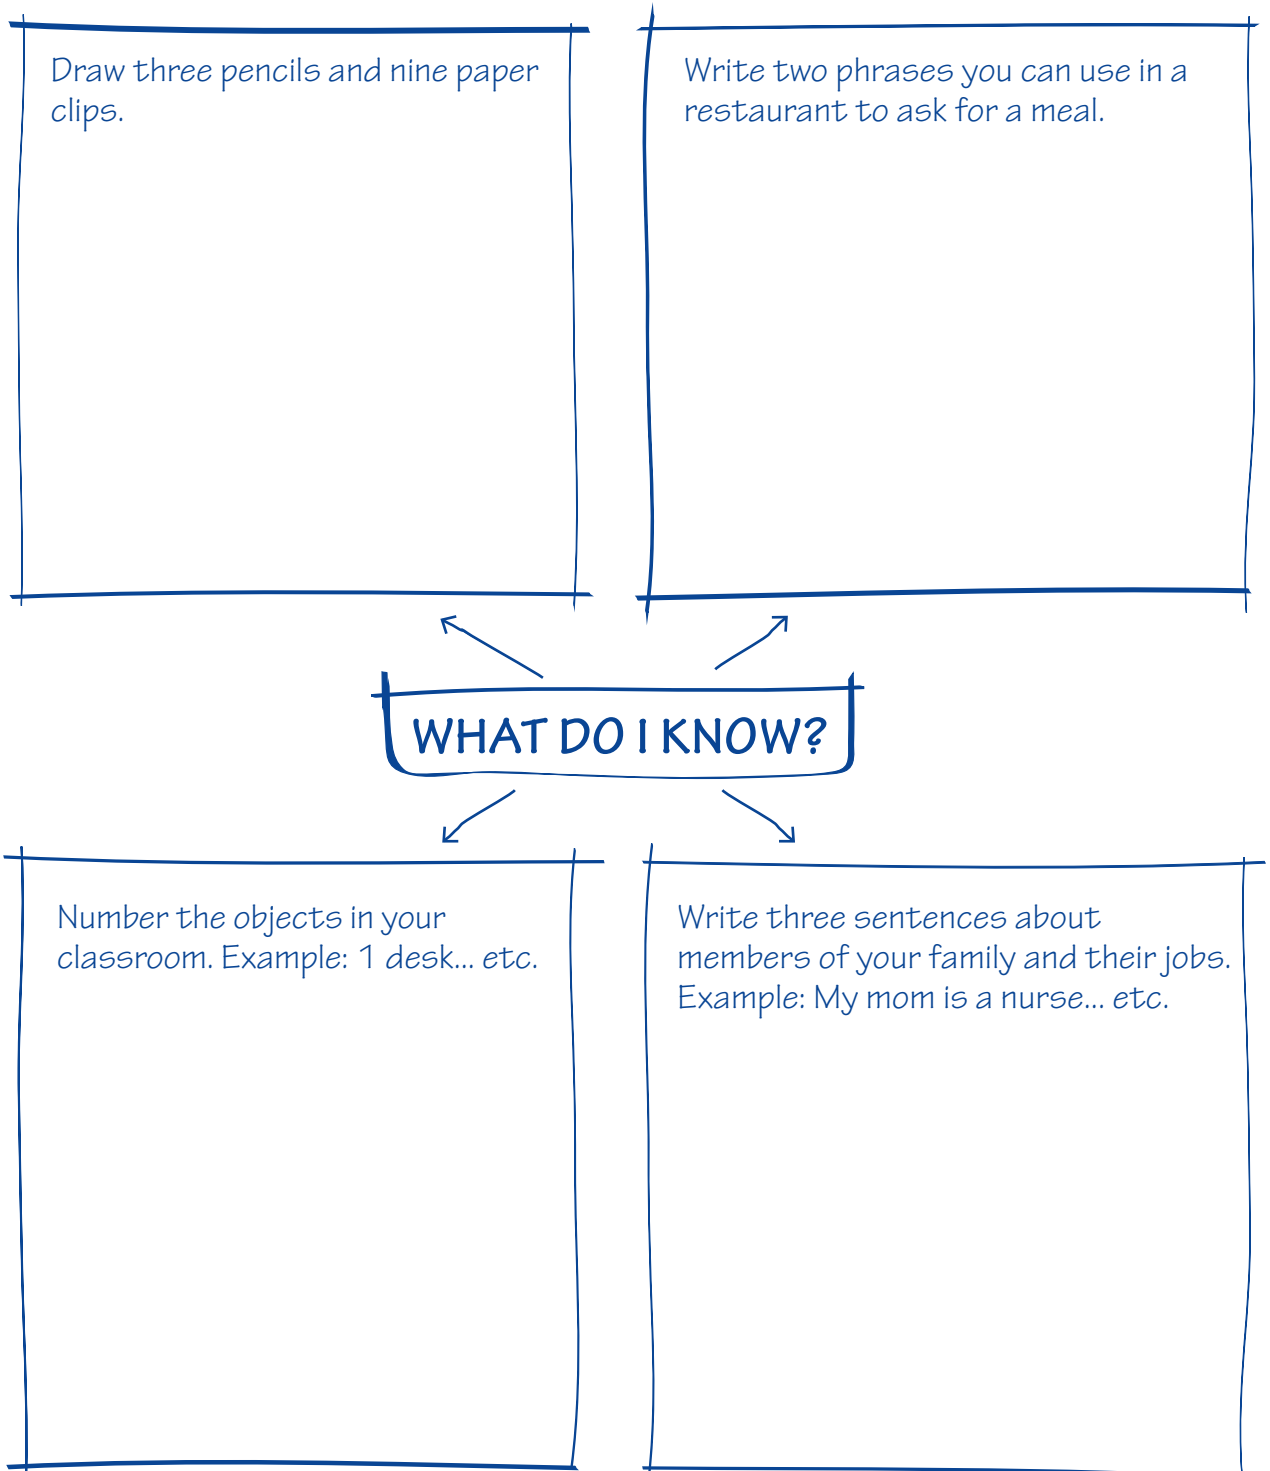 Draw three pencils and nine paper
clips.
Write two phrases you can use in a
restaurant to ask for a meal.
WHAT DO I KNOW?
Number the objects in your
classroom. Example: 1 desk... etc.
Write three sentences about
members of your family and their jobs.
Example: My mom is a nurse... etc.